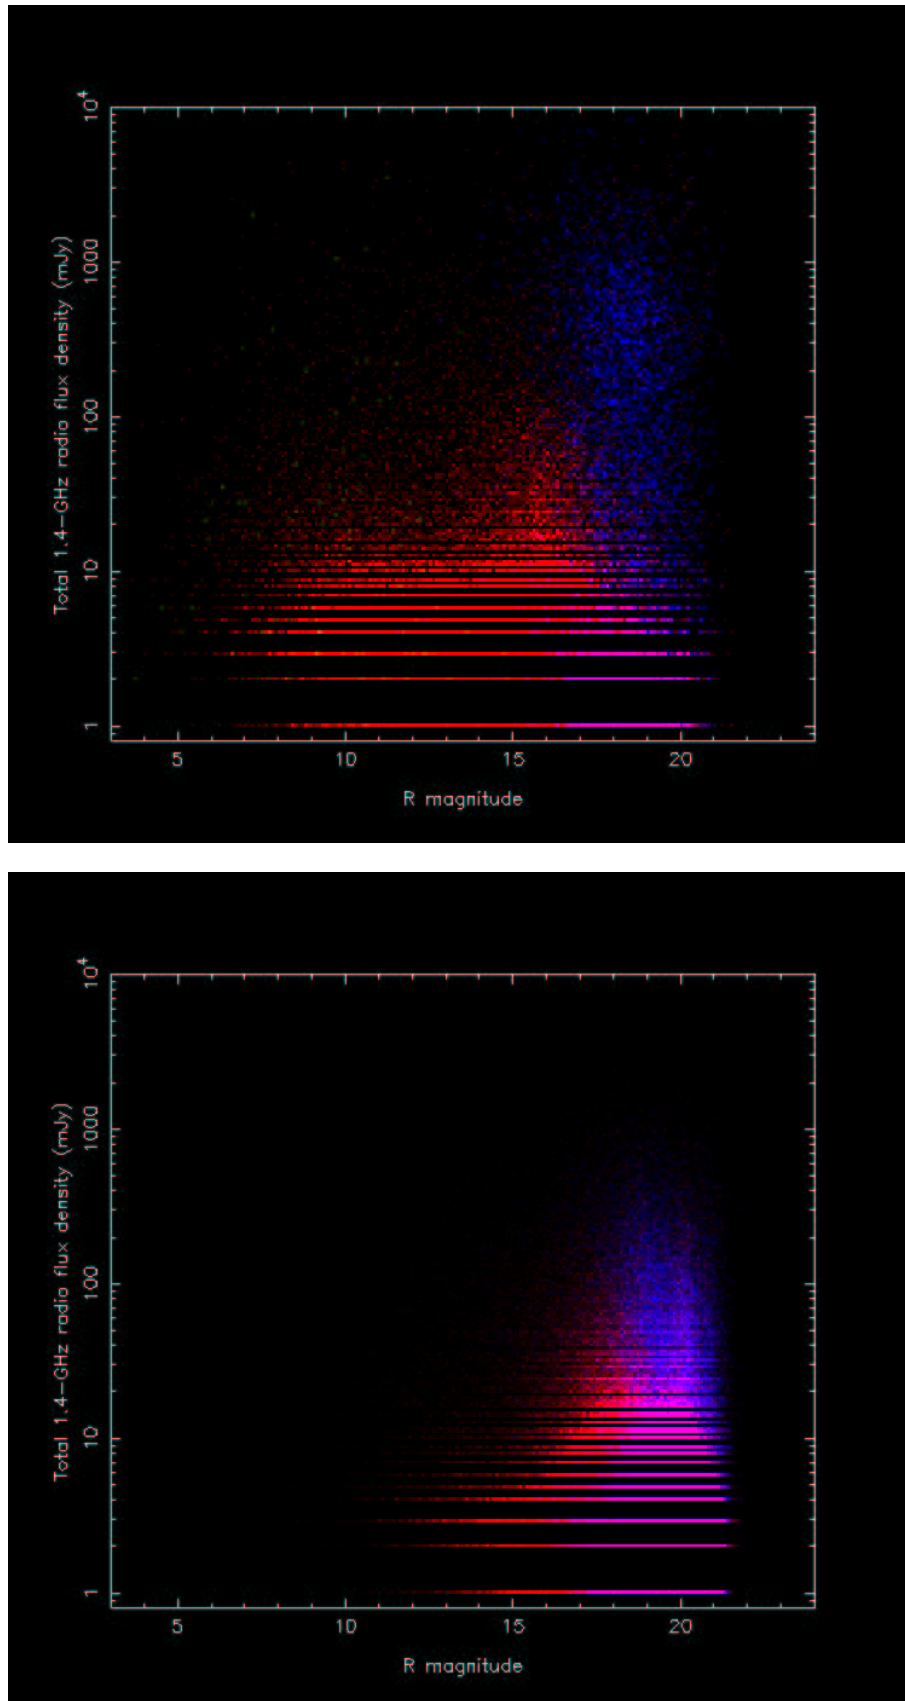 10⁴
1000
100
10
1
Total 1.4-GHz radio flux density (mJy)
5 10 15 20
R magnitude
10⁴
1000
100
10
1
Total 1.4-GHz radio flux density (mJy)
5 10 15 20
R magnitude